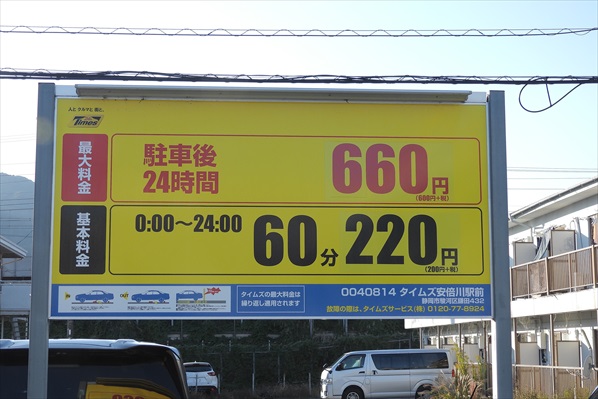 人と クルマに 楽と。
Times
最大料金
駐車後
24時間
660円
(600円+税)
基本料金
0:00～24:00
60分 220円
(200円+税)
IN
OUT
タイムズの最大料金は
繰り返し適用されます
0040814 タイムズ安倍川駅前
静岡市駿河区鎌田432
故障の際は、タイムズサービス(株) 0120-77-8924